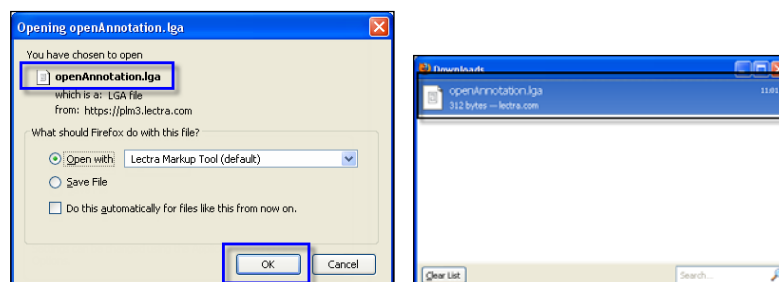 Opening openAnnotation.lga
You have chosen to open
openAnnotation.lga
which is a: LGA file
from: https://plm3.lectra.com
What should Firefox do with this file?
Open with Lectra Markup Tool (default)
Save File
Do this automatically for files like this from now on.
OK Cancel
Downloads
openAnnotation.lga 11:01
312 bytes — lectra.com
Clear List Search...